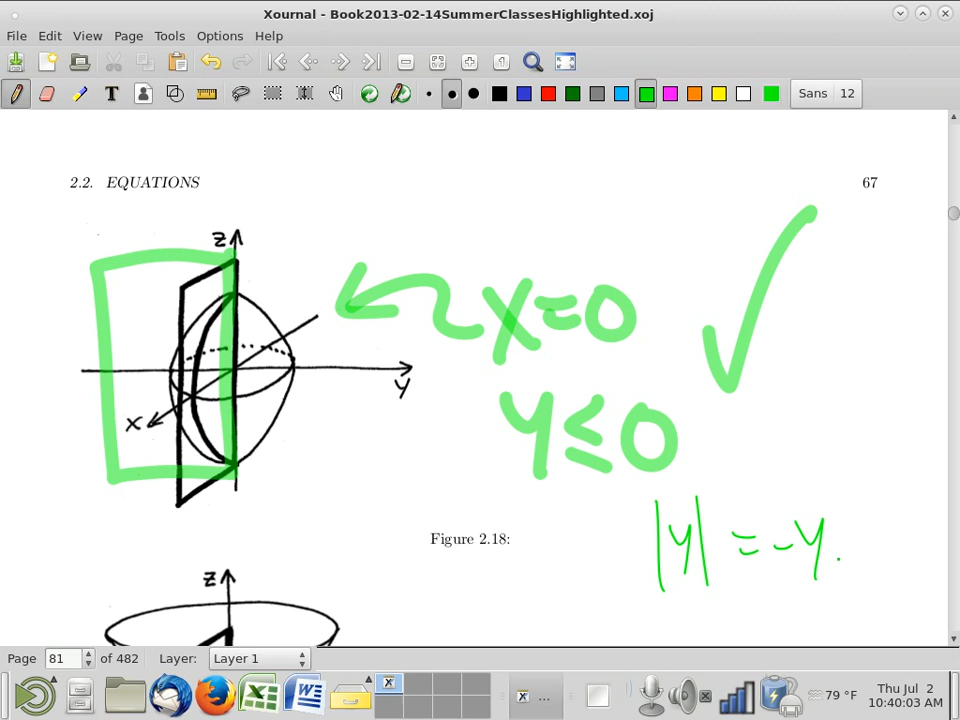 Xournal - Book2013-02-14SummerClassesHighlighted.xoj
File Edit View Page Tools Options Help
T Sans 12
2.2. EQUATIONS 67
Z
Y
X
X=0
Y≤0
Figure 2.18:
|Y| = -Y.
Z
Page 81 of 482 Layer: Layer 1
X
X ...
79 °F
Thu Jul 2
10:40:03 AM